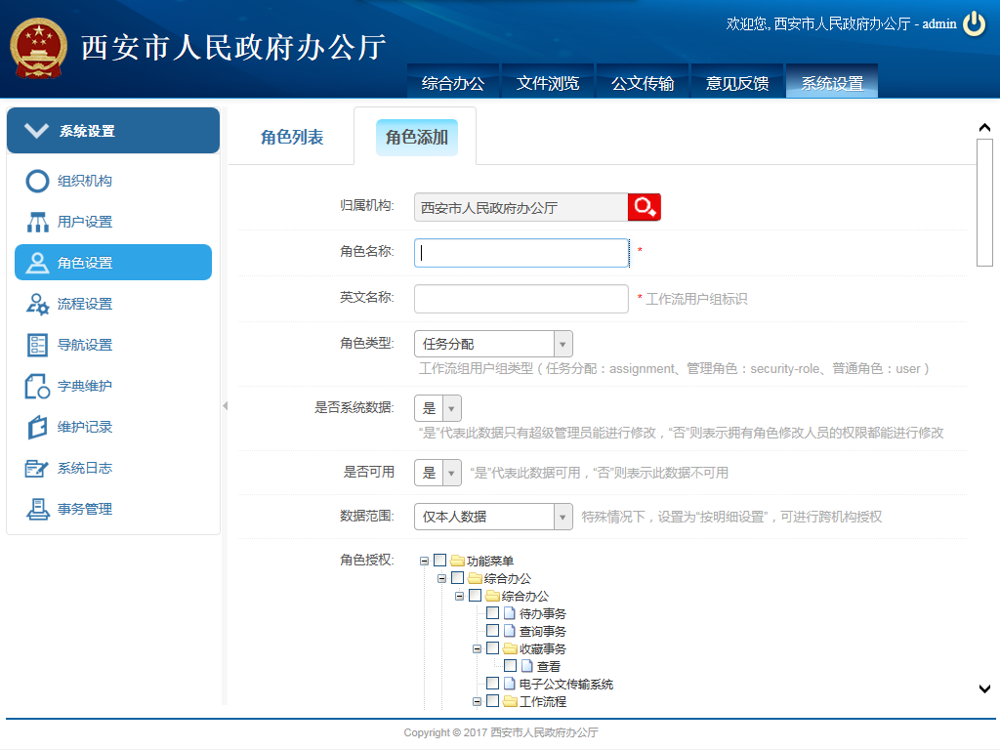 欢迎您, 西安市人民政府办公厅 - admin
西安市人民政府办公厅
综合办公 文件浏览 公文传输 意见反馈 系统设置
系统设置
组织机构
用户设置
角色设置
流程设置
导航设置
字典维护
维护记录
系统日志
事务管理
角色列表 角色添加
归属机构: 西安市人民政府办公厅
角色名称: *
英文名称: * 工作流用户组标识
角色类型: 任务分配
工作流组用户组类型（任务分配：assignment、管理角色：security-role、普通角色：user）
是否系统数据: 是
“是”代表此数据只有超级管理员能进行修改，“否”则表示拥有角色修改人员的权限都能进行修改
是否可用 是 “是”代表此数据可用，“否”则表示此数据不可用
数据范围: 仅本人数据 特殊情况下，设置为“按明细设置”，可进行跨机构授权
角色授权: 功能菜单
综合办公
综合办公
待办事务
查询事务
收藏事务
查看
电子公文传输系统
工作流程
Copyright © 2017 西安市人民政府办公厅